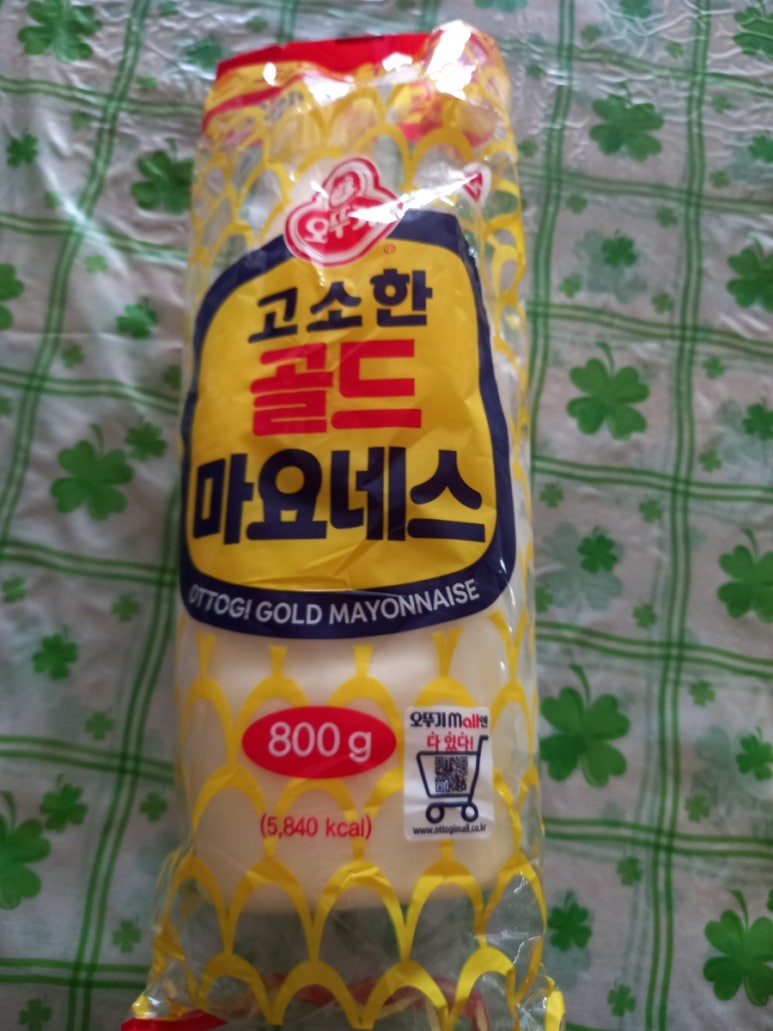 오뚜기
고소한
골드
마요네스
OTTOGI GOLD MAYONNAISE
800 g
(5,840 kcal)
오뚜기mall엔
다 있다!
www.ottogimall.co.kr